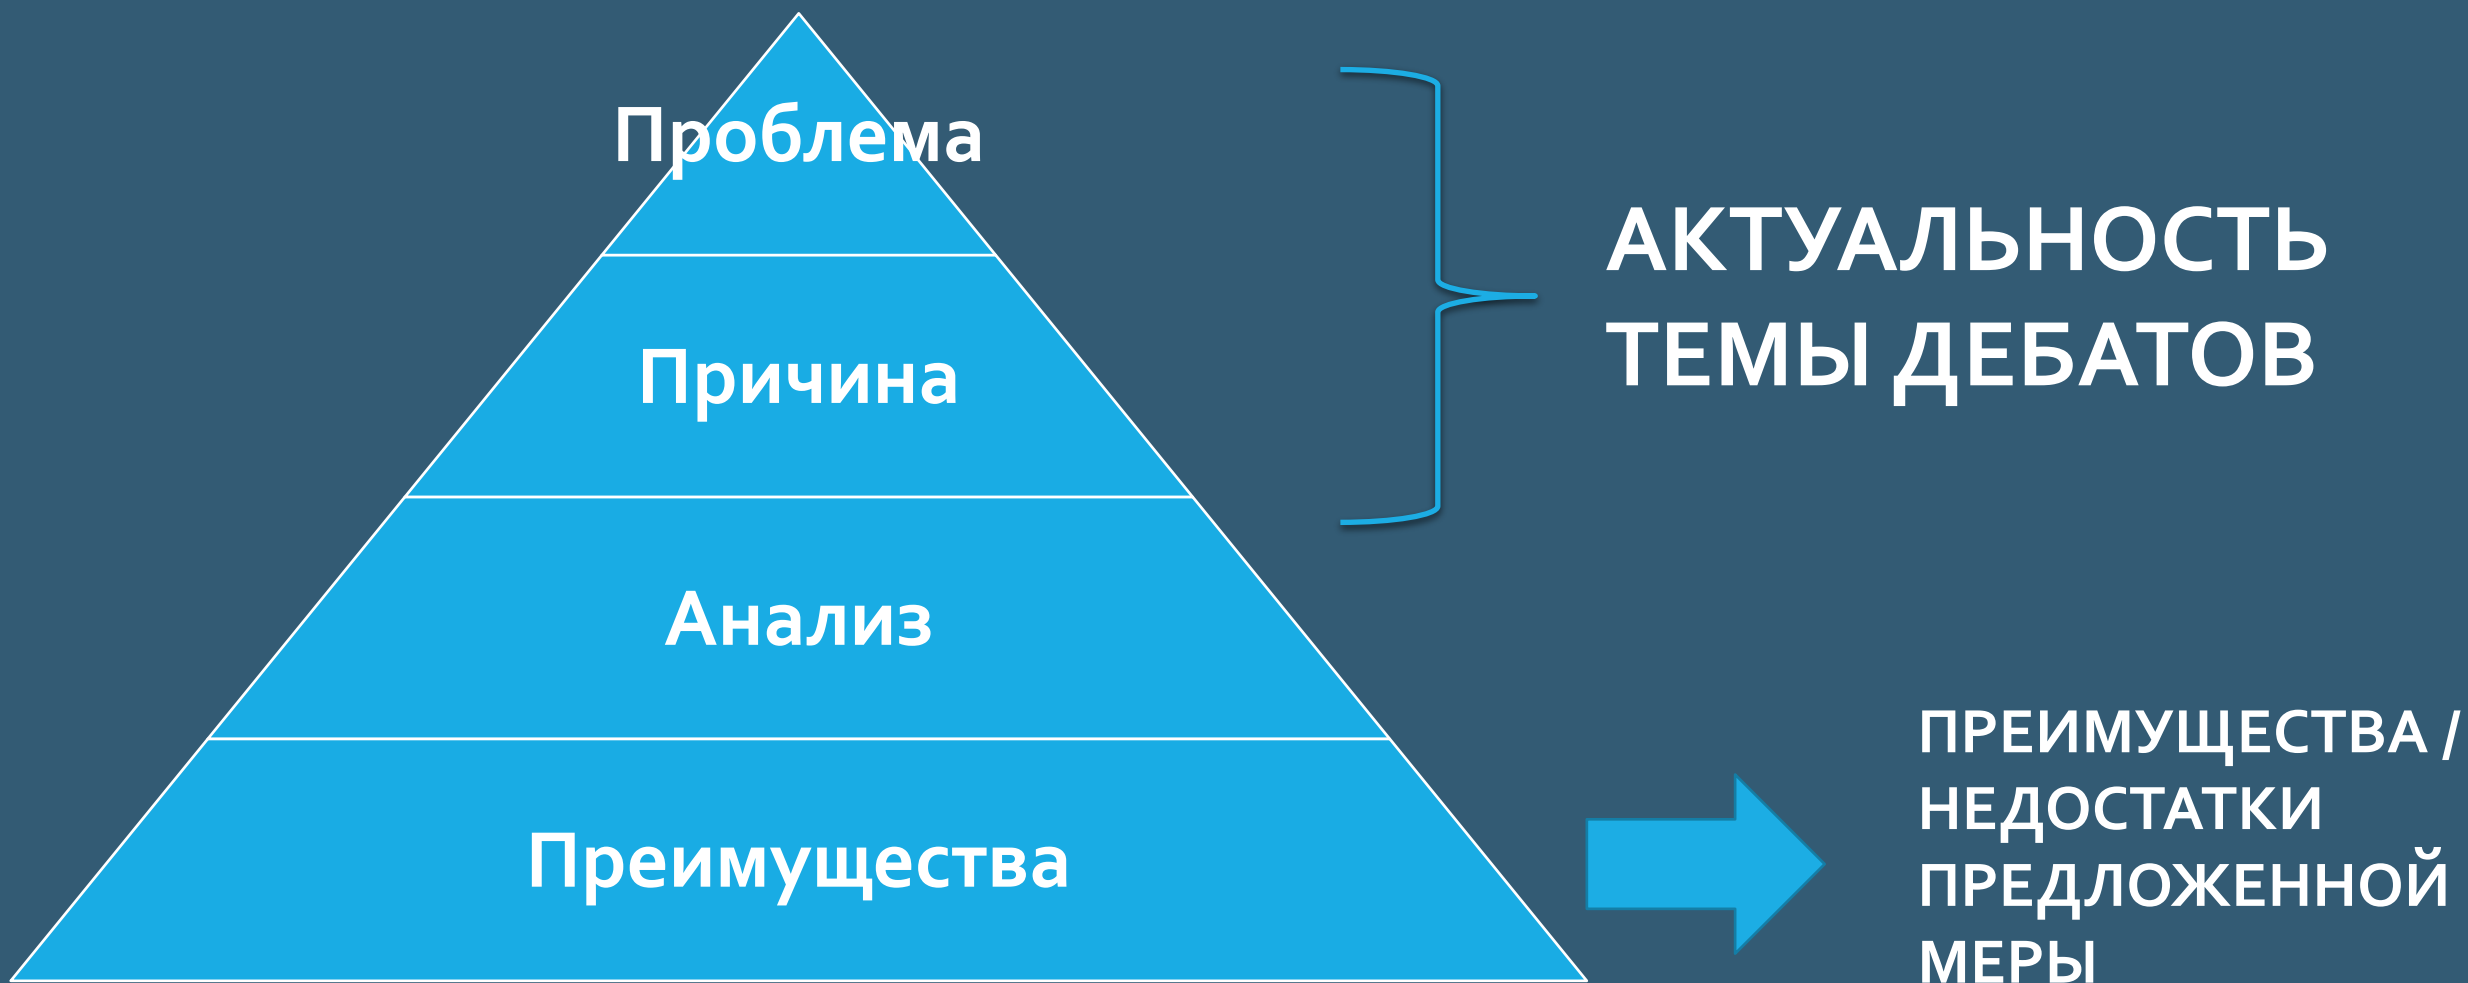 Проблема
Причина
Анализ
Преимущества
АКТУАЛЬНОСТЬ
ТЕМЫ ДЕБАТОВ
ПРЕИМУЩЕСТВА /
НЕДОСТАТКИ
ПРЕДЛОЖЕННОЙ
МЕРЫ